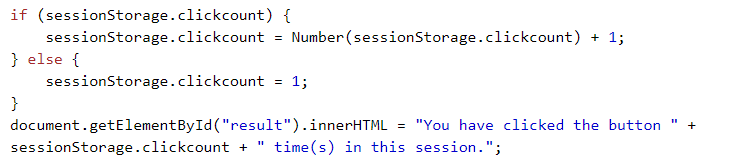 if (sessionStorage.clickcount) {
    sessionStorage.clickcount = Number(sessionStorage.clickcount) + 1;
} else {
    sessionStorage.clickcount = 1;
}
document.getElementById("result").innerHTML = "You have clicked the button " +
sessionStorage.clickcount + " time(s) in this session.";